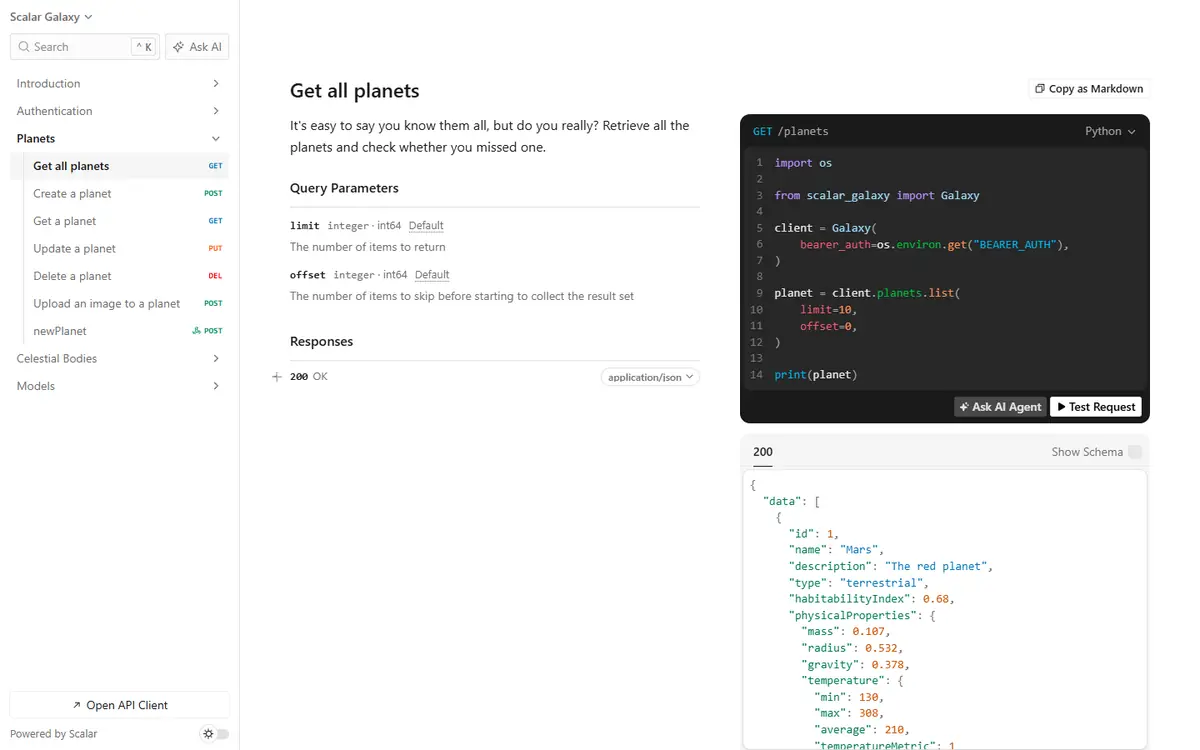 Scalar Galaxy
Search ^ K Ask AI
Introduction
Authentication
Planets
Get all planets GET
Create a planet POST
Get a planet GET
Update a planet PUT
Delete a planet DEL
Upload an image to a planet POST
newPlanet POST
Celestial Bodies
Models
Open API Client
Powered by Scalar
Get all planets
It's easy to say you know them all, but do you really? Retrieve all the
planets and check whether you missed one.
Query Parameters
limit integer · int64 Default
The number of items to return
offset integer · int64 Default
The number of items to skip before starting to collect the result set
Responses
200 OK application/json
Copy as Markdown
GET /planets Python
1 import os
2
3 from scalar_galaxy import Galaxy
4
5 client = Galaxy(
6     bearer_auth=os.environ.get("BEARER_AUTH"),
7 )
8
9 planet = client.planets.list(
10     limit=10,
11     offset=0,
12 )
13
14 print(planet)
Ask AI Agent Test Request
200 Show Schema
{
  "data": [
    {
      "id": 1,
      "name": "Mars",
      "description": "The red planet",
      "type": "terrestrial",
      "habitabilityIndex": 0.68,
      "physicalProperties": {
        "mass": 0.107,
        "radius": 0.532,
        "gravity": 0.378,
        "temperature": {
          "min": 130,
          "max": 308,
          "average": 210,
          "temperatureMetric": 1